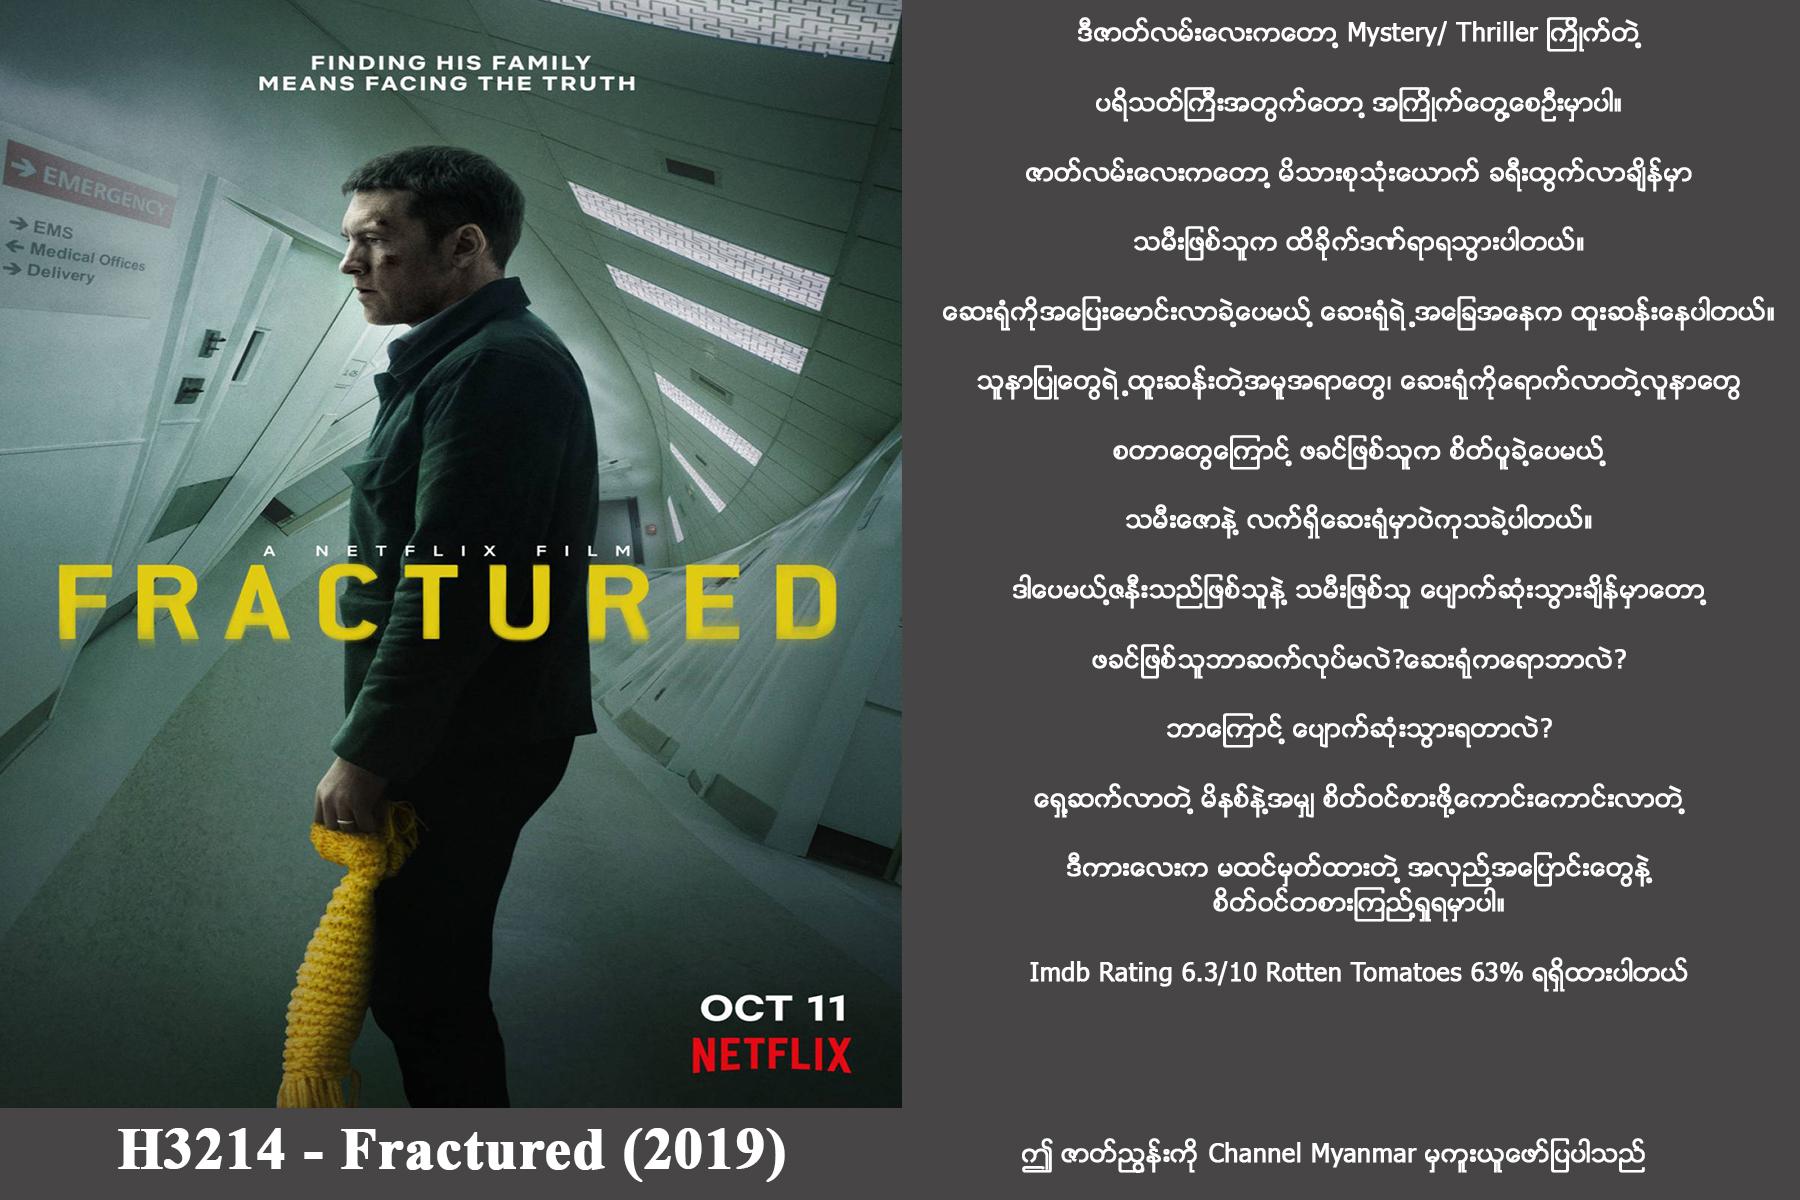 FINDING HIS FAMILY
MEANS FACING THE TRUTH
→ EMERGENCY
→ EMS
← Medical Offices
→ Delivery
A NETFLIX FILM
FRACTURED
OCT 11
NETFLIX
H3214 - Fractured (2019)
ဒီဇာတ်လမ်းလေးကတော့ Mystery/ Thriller ကြိုက်တဲ့
ပရိသတ်ကြီးအတွက်တော့ အကြိုက်တွေ့စေဦးမှာပါ။
ဇာတ်လမ်းလေးကတော့ မိသားစုသုံးယောက် ခရီးထွက်လာချိန်မှာ
သမီးဖြစ်သူက ထိခိုက်ဒဏ်ရာရသွားပါတယ်။
ဆေးရုံကိုအပြေးမောင်းလာခဲ့ပေမယ့် ဆေးရုံရဲ့အခြေအနေက ထူးဆန်းနေပါတယ်။
သူနာပြုတွေရဲ့ထူးဆန်းတဲ့အမူအရာတွေ၊ ဆေးရုံကိုရောက်လာတဲ့လူနာတွေ
စတာတွေကြောင့် ဖခင်ဖြစ်သူက စိတ်ပူခဲ့ပေမယ့်
သမီးဇောနဲ့ လက်ရှိဆေးရုံမှာပဲကုသခဲ့ပါတယ်။
ဒါပေမယ့်ဇနီးသည်ဖြစ်သူနဲ့ သမီးဖြစ်သူ ပျောက်ဆုံးသွားချိန်မှာတော့
ဖခင်ဖြစ်သူဘာဆက်လုပ်မလဲ?ဆေးရုံကရောဘာလဲ?
ဘာကြောင့် ပျောက်ဆုံးသွားရတာလဲ?
ရှေ့ဆက်လာတဲ့ မိနစ်နဲ့အမျှ စိတ်ဝင်စားဖို့ကောင်းကောင်းလာတဲ့
ဒီကားလေးက မထင်မှတ်ထားတဲ့ အလှည့်အပြောင်းတွေနဲ့
စိတ်ဝင်တစားကြည့်ရှုရမှာပါ။
Imdb Rating 6.3/10 Rotten Tomatoes 63% ရရှိထားပါတယ်
ဤ ဇာတ်ညွှန်းကို Channel Myanmar မှကူးယူဖော်ပြပါသည်